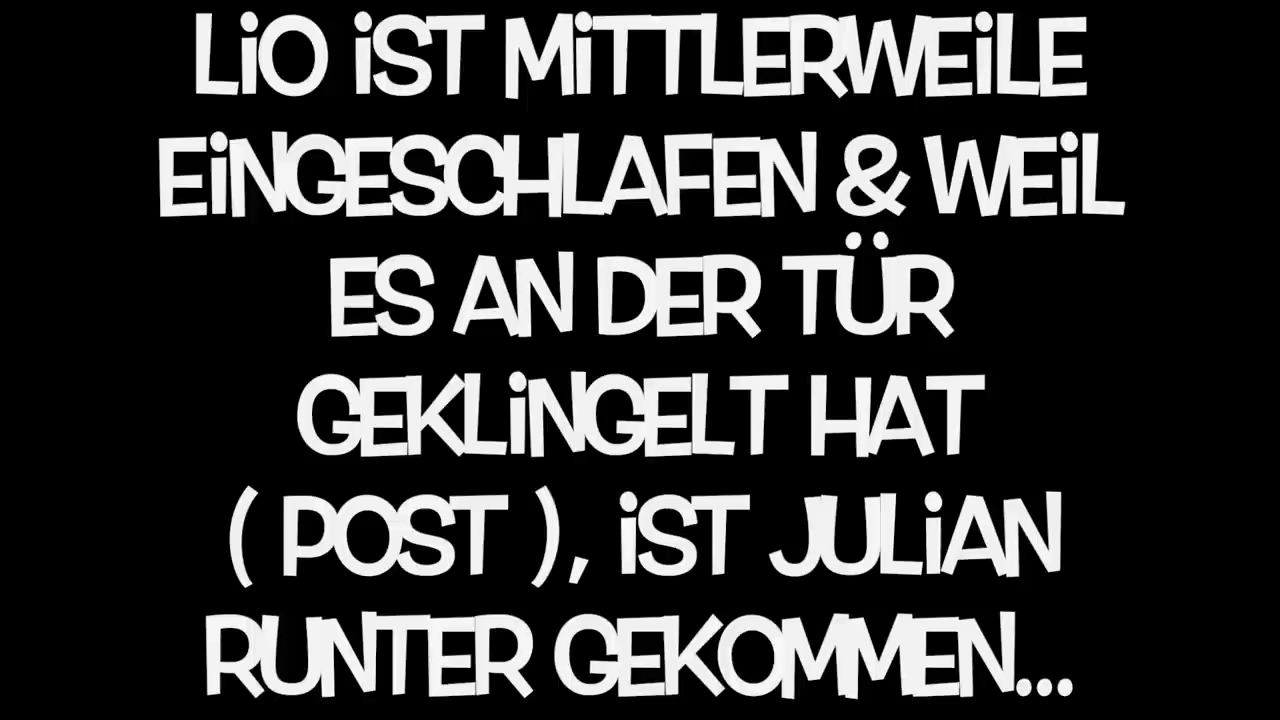 LiO iST MiTTLERWEiLE
EiNGESCHLAFEN & WEiL
ES AN DER TÜR
GEKLiNGELT HAT
( POST ), iST JULiAN
RUNTER GEKOMMEN...